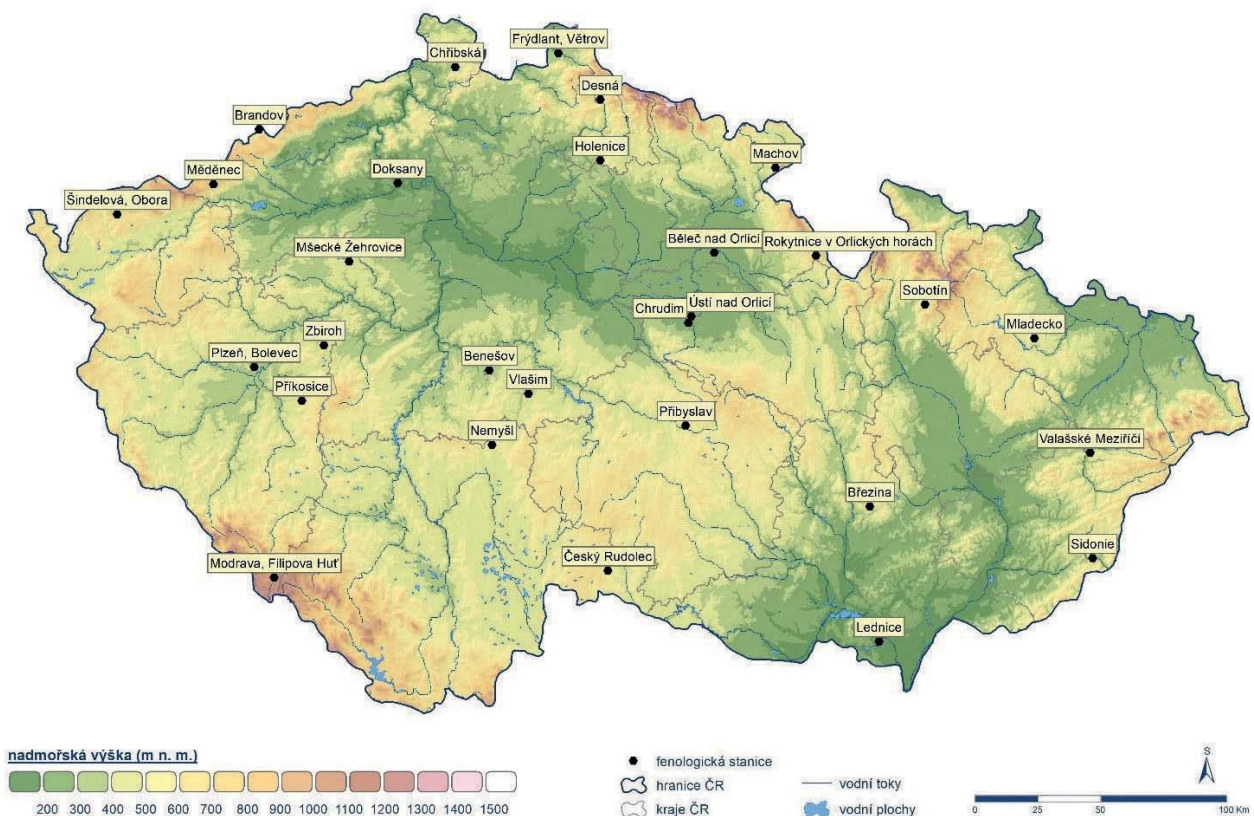 Frýdlant, Větrov
Chřibská
Desná
Brandov
Holenice
Machov
Měděnec
Doksany
Šindelová, Obora
Mšecké Žehrovice
Běleč nad Orlicí
Rokytnice v Orlických horách
Sobotín
Chrudim
Ústí nad Orlicí
Mladecko
Zbiroh
Plzeň, Bolevec
Benešov
Vlašim
Příkosice
Přibyslav
Nemyšl
Valašské Meziříčí
Březina
Modrava, Filipova Huť
Český Rudolec
Sidonie
Lednice
nadmořská výška (m n. m.)
200 300 400 500 600 700 800 900 1000 1100 1200 1300 1400 1500
fenologická stanice
hranice ČR
kraje ČR
vodní toky
vodní plochy
S
0 25 50 100 Km